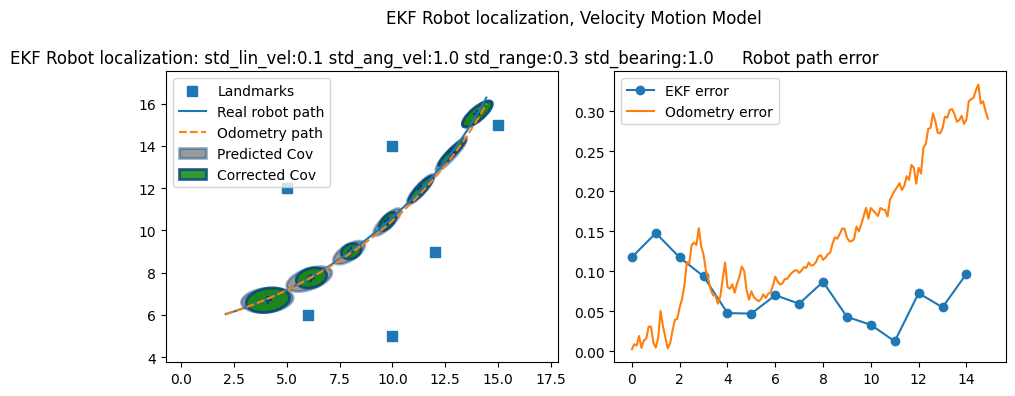 EKF Robot localization, Velocity Motion Model
EKF Robot localization: std_lin_vel:0.1 std_ang_vel:1.0 std_range:0.3 std_bearing:1.0
Landmarks
Real robot path
Odometry path
Predicted Cov
Corrected Cov
16
14
12
10
8
6
4
0.0 2.5 5.0 7.5 10.0 12.5 15.0 17.5
Robot path error
EKF error
Odometry error
0.30
0.25
0.20
0.15
0.10
0.05
0.00
0 2 4 6 8 10 12 14